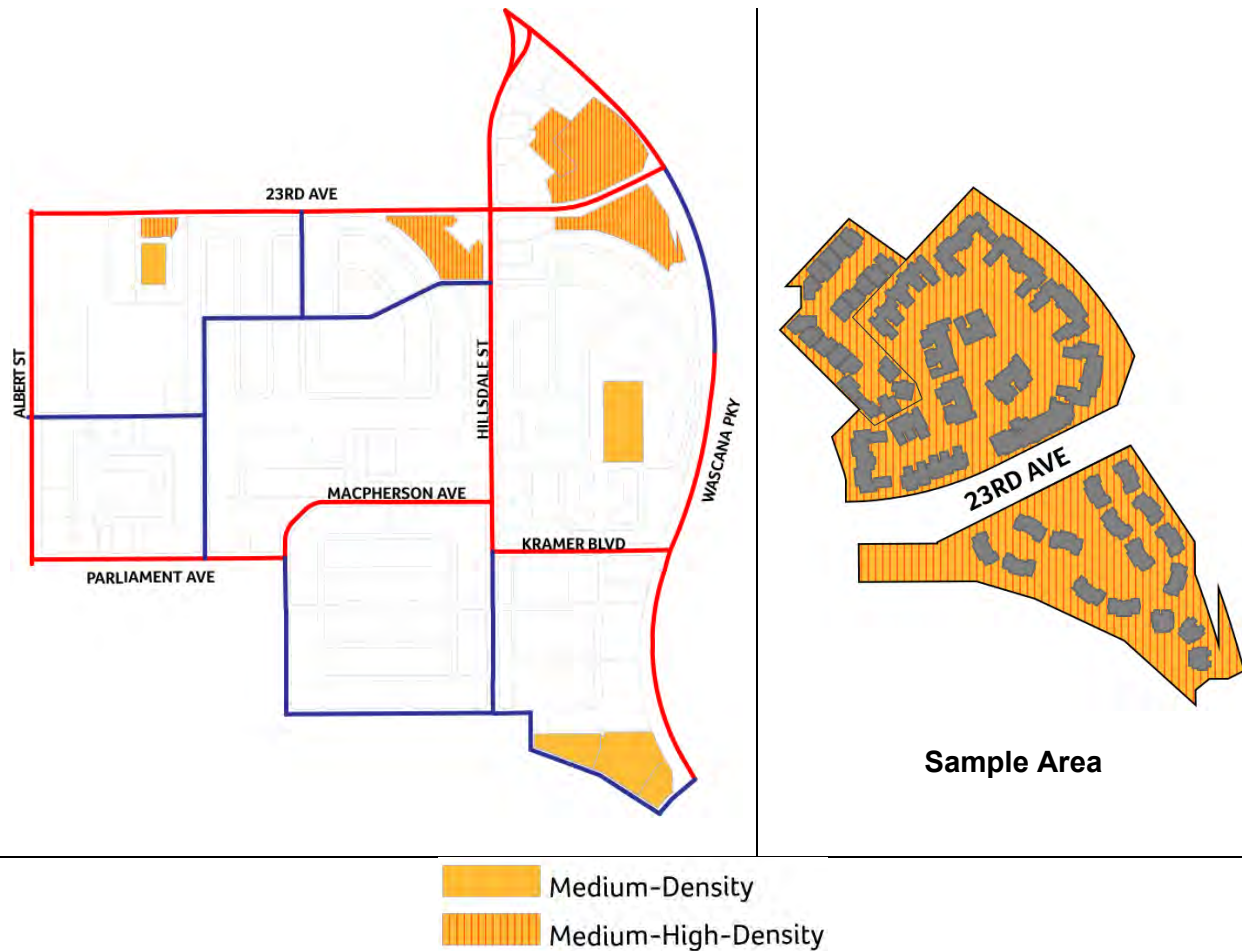 23RD AVE
ALBERT ST
HILLSDALE ST
WASCANA PKY
MACPHERSON AVE
KRAMER BLVD
PARLIAMENT AVE
23RD AVE
Sample Area
Medium-Density
Medium-High-Density